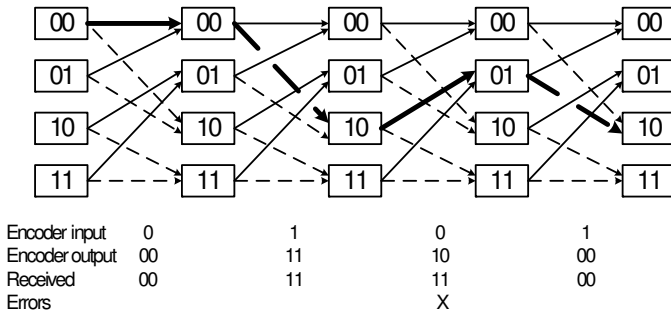 00 00 00 00 00
01 01 01 01 01
10 10 10 10 10
11 11 11 11 11
Encoder input 0 1 0 1
Encoder output 00 11 10 00
Received 00 11 11 00
Errors X